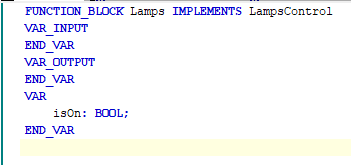 FUNCTION_BLOCK Lamps IMPLEMENTS LampsControl
VAR_INPUT
END_VAR
VAR_OUTPUT
END_VAR
VAR
    isOn: BOOL;
END_VAR